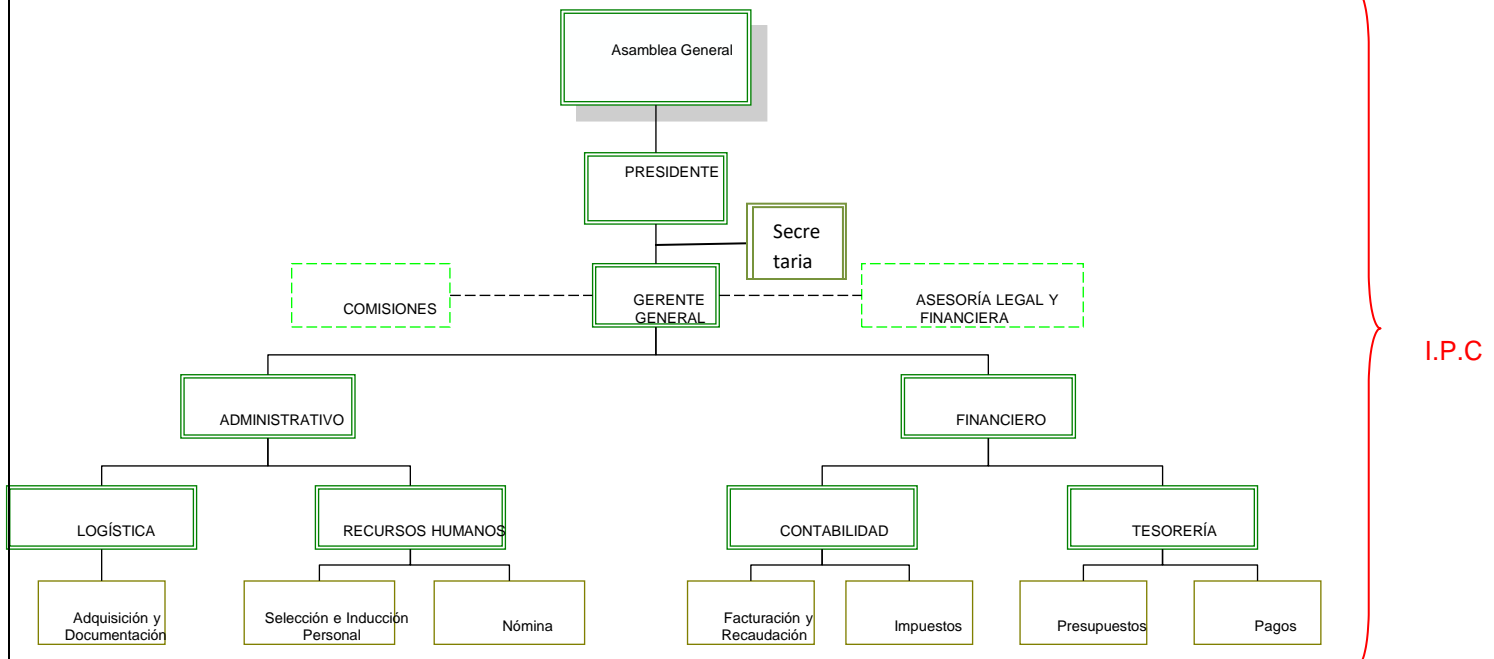 Asamblea General
PRESIDENTE
Secre
taria
COMISIONES
GERENTE
GENERAL
ASESORÍA LEGAL Y
FINANCIERA
I.P.C
ADMINISTRATIVO
FINANCIERO
LOGÍSTICA
RECURSOS HUMANOS
CONTABILIDAD
TESORERÍA
Adquisición y
Documentación
Selección e Inducción
Personal
Nómina
Facturación y
Recaudación
Impuestos
Presupuestos
Pagos